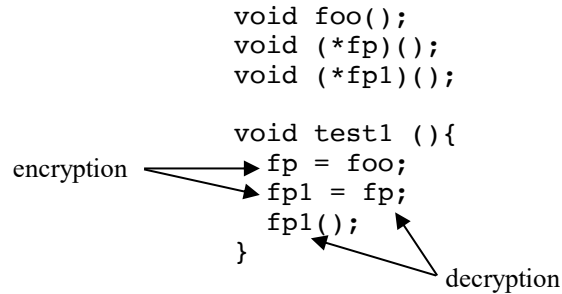 void foo();
void (*fp)();
void (*fp1)();
void test1 (){
encryption
fp = foo;
fp1 = fp;
fp1();
}
decryption